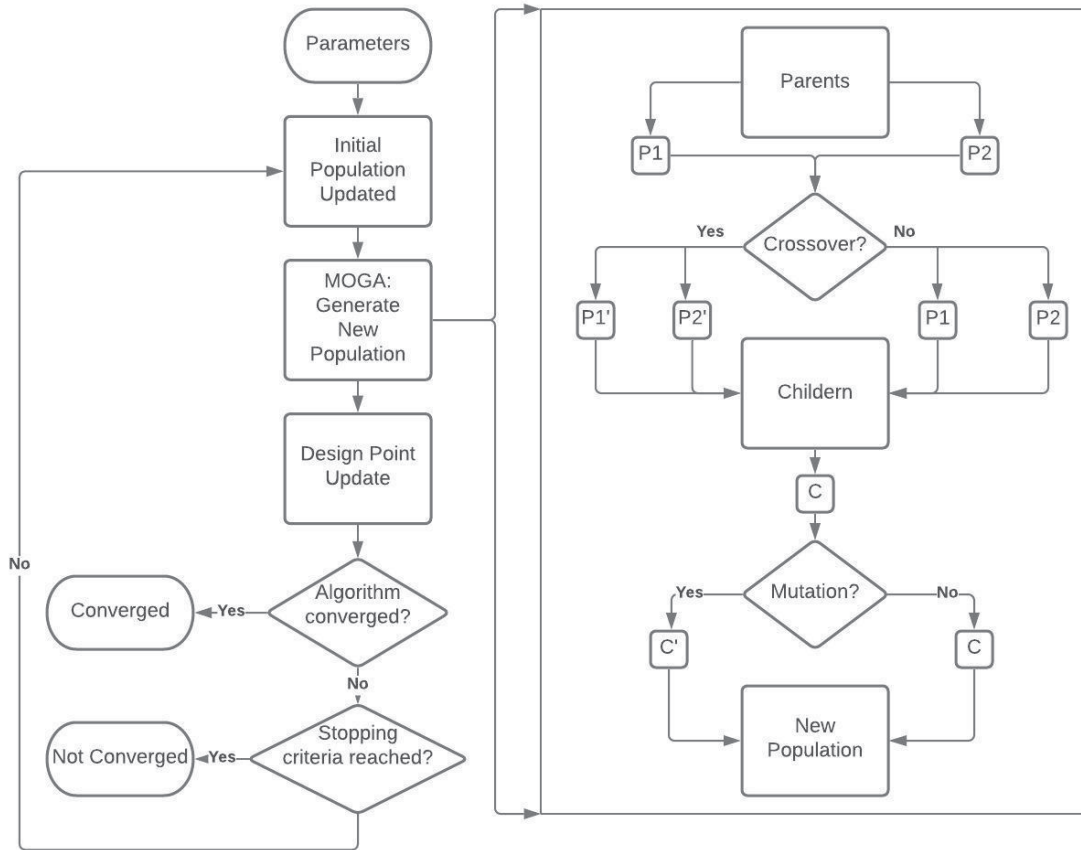 Parameters
Initial
Population
Updated
MOGA:
Generate
New
Population
Design Point
Update
Algorithm
converged?
Yes
Converged
No
Stopping
criteria reached?
Yes
Not Converged
No
Parents
P1
P2
Crossover?
Yes
No
P1'
P2'
P1
P2
Childern
C
Mutation?
Yes
No
C'
C
New
Population